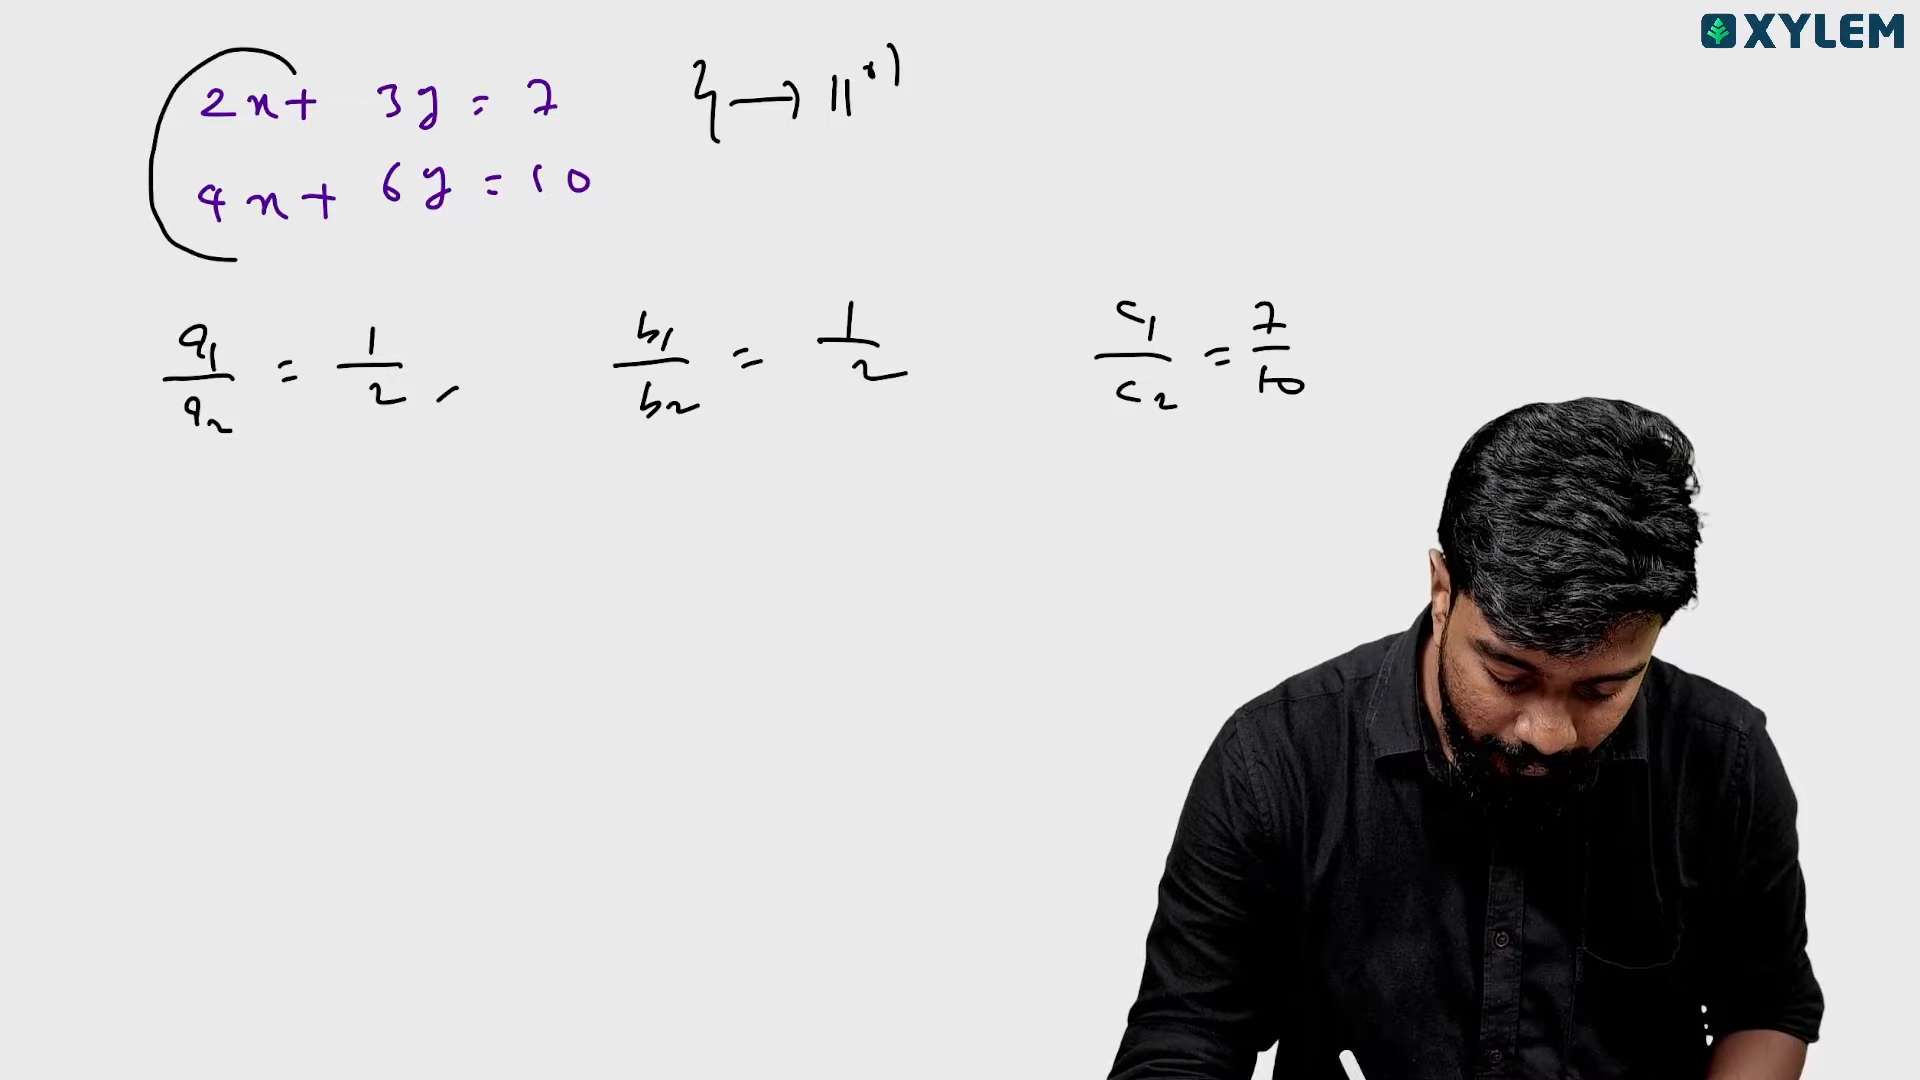 XYLEM
2x + 3y = 7 } → ||el
4x + 6y = 10
a1/a2 = 1/2, b1/b2 = 1/2 c1/c2 = 7/10